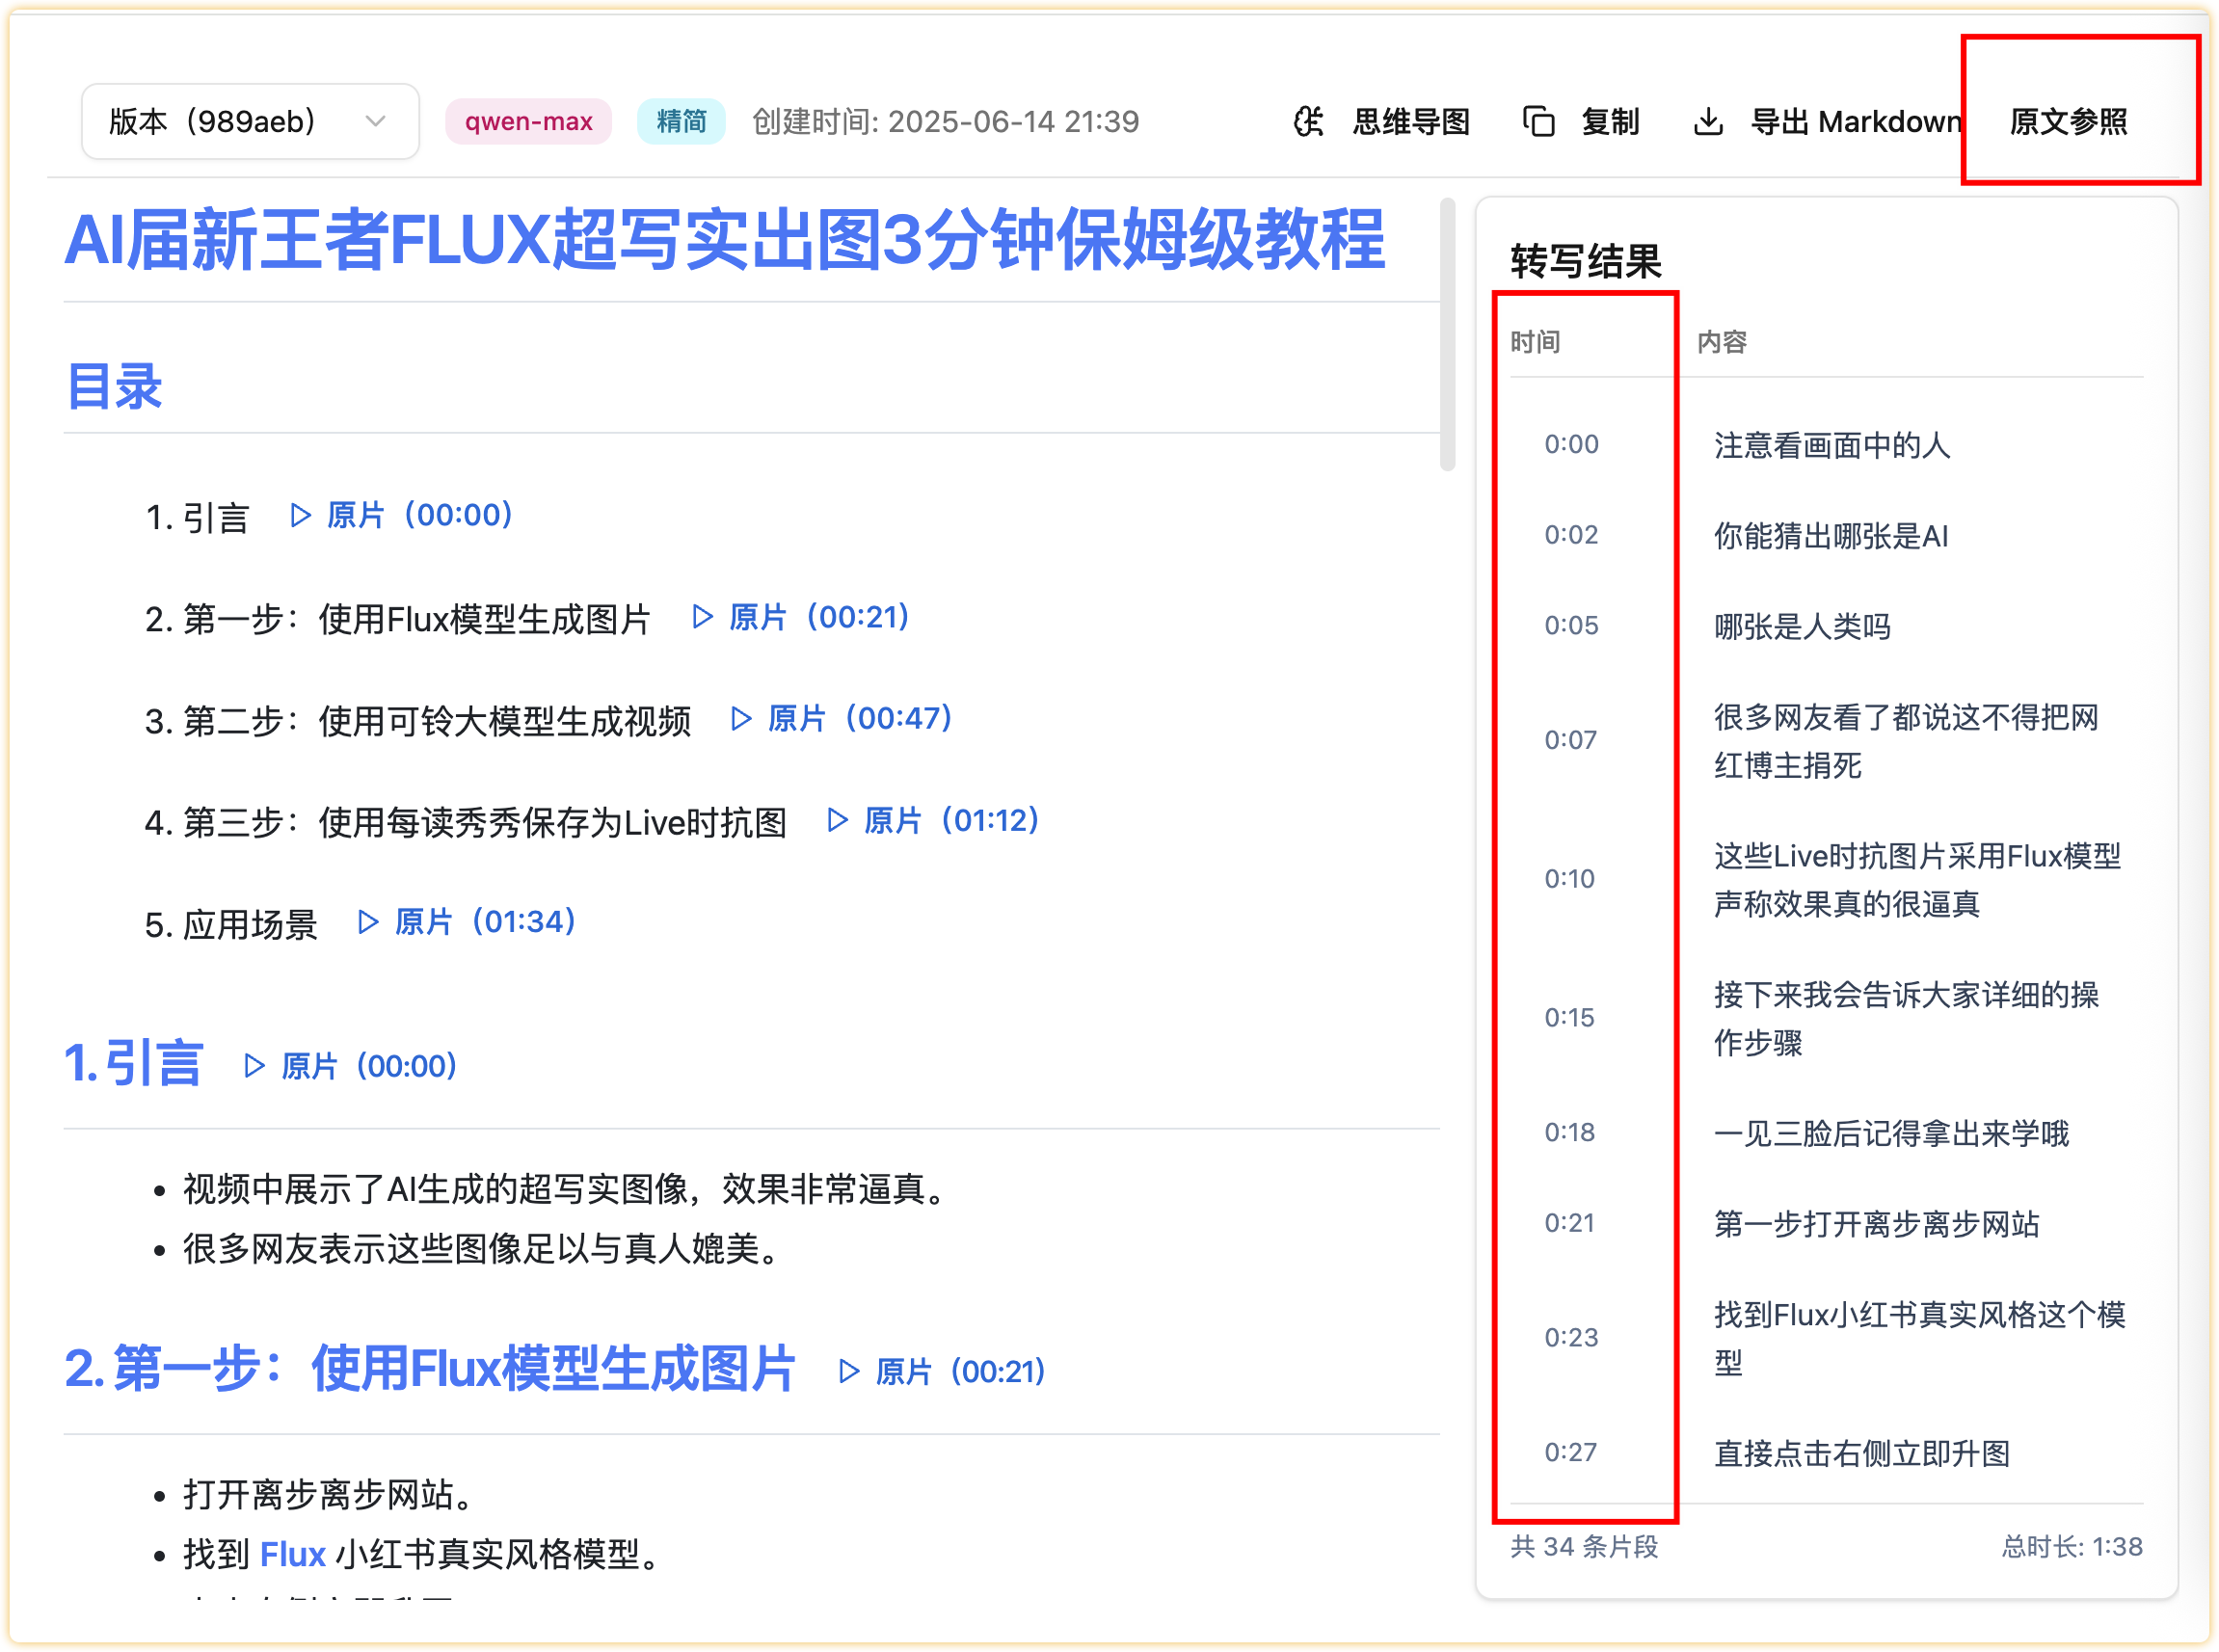 版本（989aeb）
qwen-max
精简
创建时间: 2025-06-14 21:39
思维导图
复制
导出 Markdown
原文参照
AI届新王者FLUX超写实出图3分钟保姆级教程
目录
1. 引言 原片（00:00）
2. 第一步：使用Flux模型生成图片 原片（00:21）
3. 第二步：使用可铃大模型生成视频 原片（00:47）
4. 第三步：使用每读秀秀保存为Live时抗图 原片（01:12）
5. 应用场景 原片（01:34）
1. 引言 原片（00:00）
视频中展示了AI生成的超写实图像，效果非常逼真。
很多网友表示这些图像足以与真人媲美。
2. 第一步：使用Flux模型生成图片 原片（00:21）
打开离步离步网站。
找到 Flux 小红书真实风格模型。
转写结果
时间 内容
0:00 注意看画面中的人
0:02 你能猜出哪张是AI
0:05 哪张是人类吗
0:07 很多网友看了都说这不得把网
红博主捐死
0:10 这些Live时抗图片采用Flux模型
声称效果真的很逼真
0:15 接下来我会告诉大家详细的操
作步骤
0:18 一见三脸后记得拿出来学哦
0:21 第一步打开离步离步网站
0:23 找到Flux小红书真实风格这个模
型
0:27 直接点击右侧立即升图
共 34 条片段
总时长: 1:38